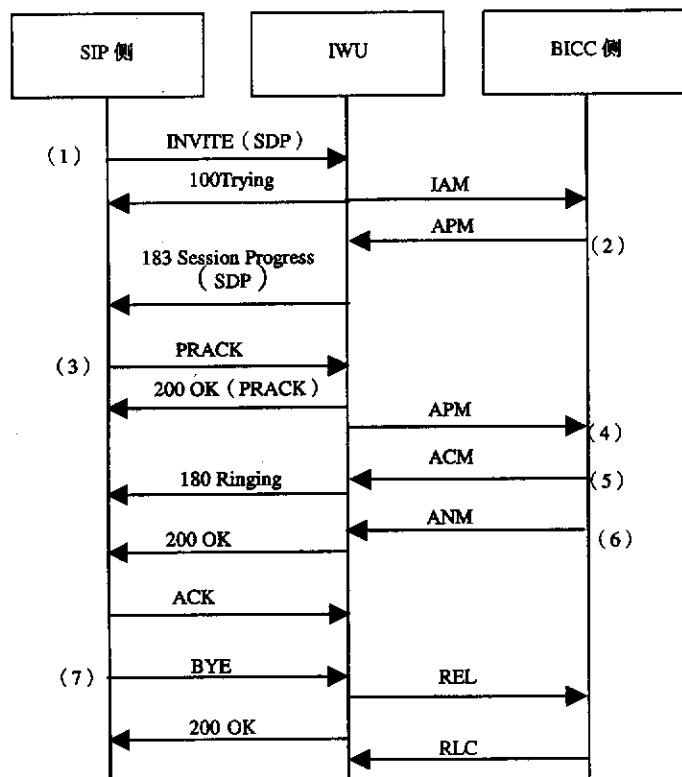 SIP 侧
IWU
BICC 侧
(1)
INVITE (SDP)
100Trying
IAM
APM
(2)
183 Session Progress
(SDP)
(3)
PRACK
200 OK (PRACK)
APM
(4)
ACM
(5)
180 Ringing
ANM
(6)
200 OK
ACK
(7)
BYE
REL
200 OK
RLC